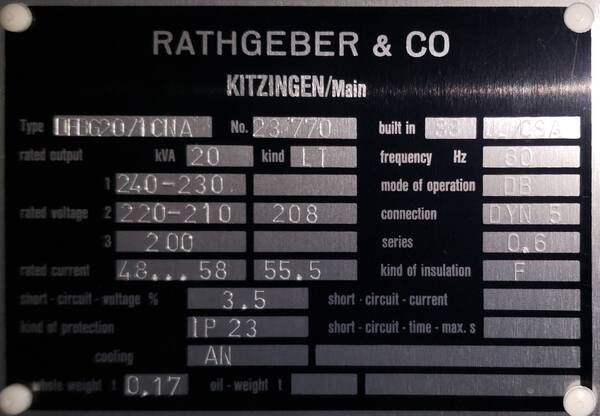 RATHGEBER & CO
KITZINGEN/Main
Type No. 23770 built in 88 UL/CSA
rated output kVA 20 kind LT frequency Hz 60
1 240-230 mode of operation DB
rated voltage 2 220-210 208 connection DYN 5
3 200 series 0.6
rated current 48...58 55.5 kind of insulation F
short-circuit-voltage % 3.5 short-circuit-current
kind of protection IP 23 short-circuit-time-max. s
cooling AN
whole weight t 0.17 oil-weight t